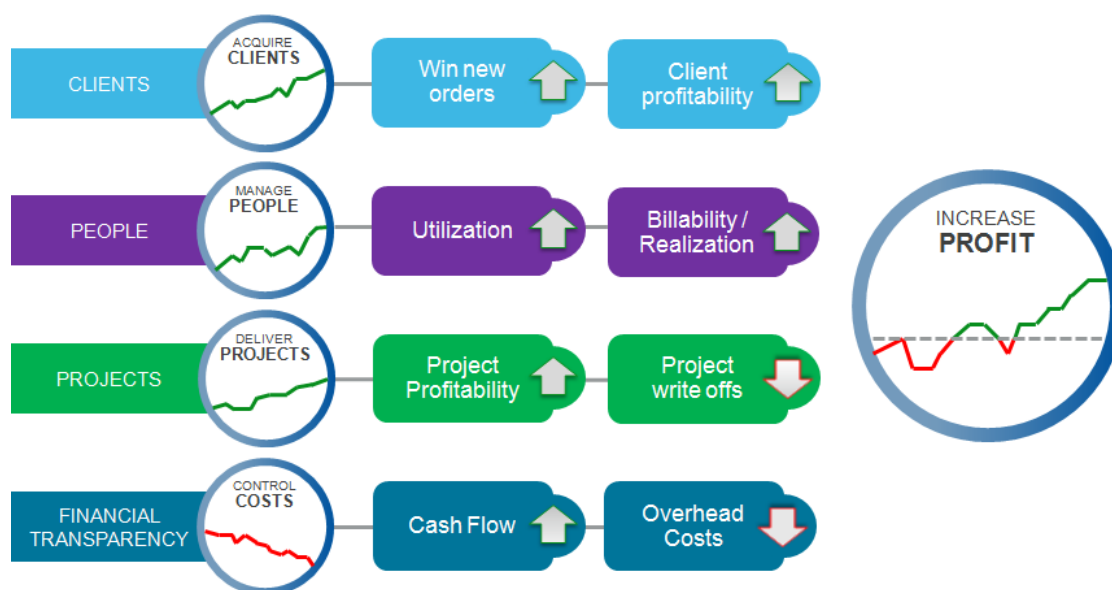 CLIENTS
ACQUIRE
CLIENTS
Win new
orders
Client
profitability
PEOPLE
MANAGE
PEOPLE
Utilization
Billability /
Realization
INCREASE
PROFIT
PROJECTS
DELIVER
PROJECTS
Project
Profitability
Project
write offs
FINANCIAL
TRANSPARENCY
CONTROL
COSTS
Cash Flow
Overhead
Costs